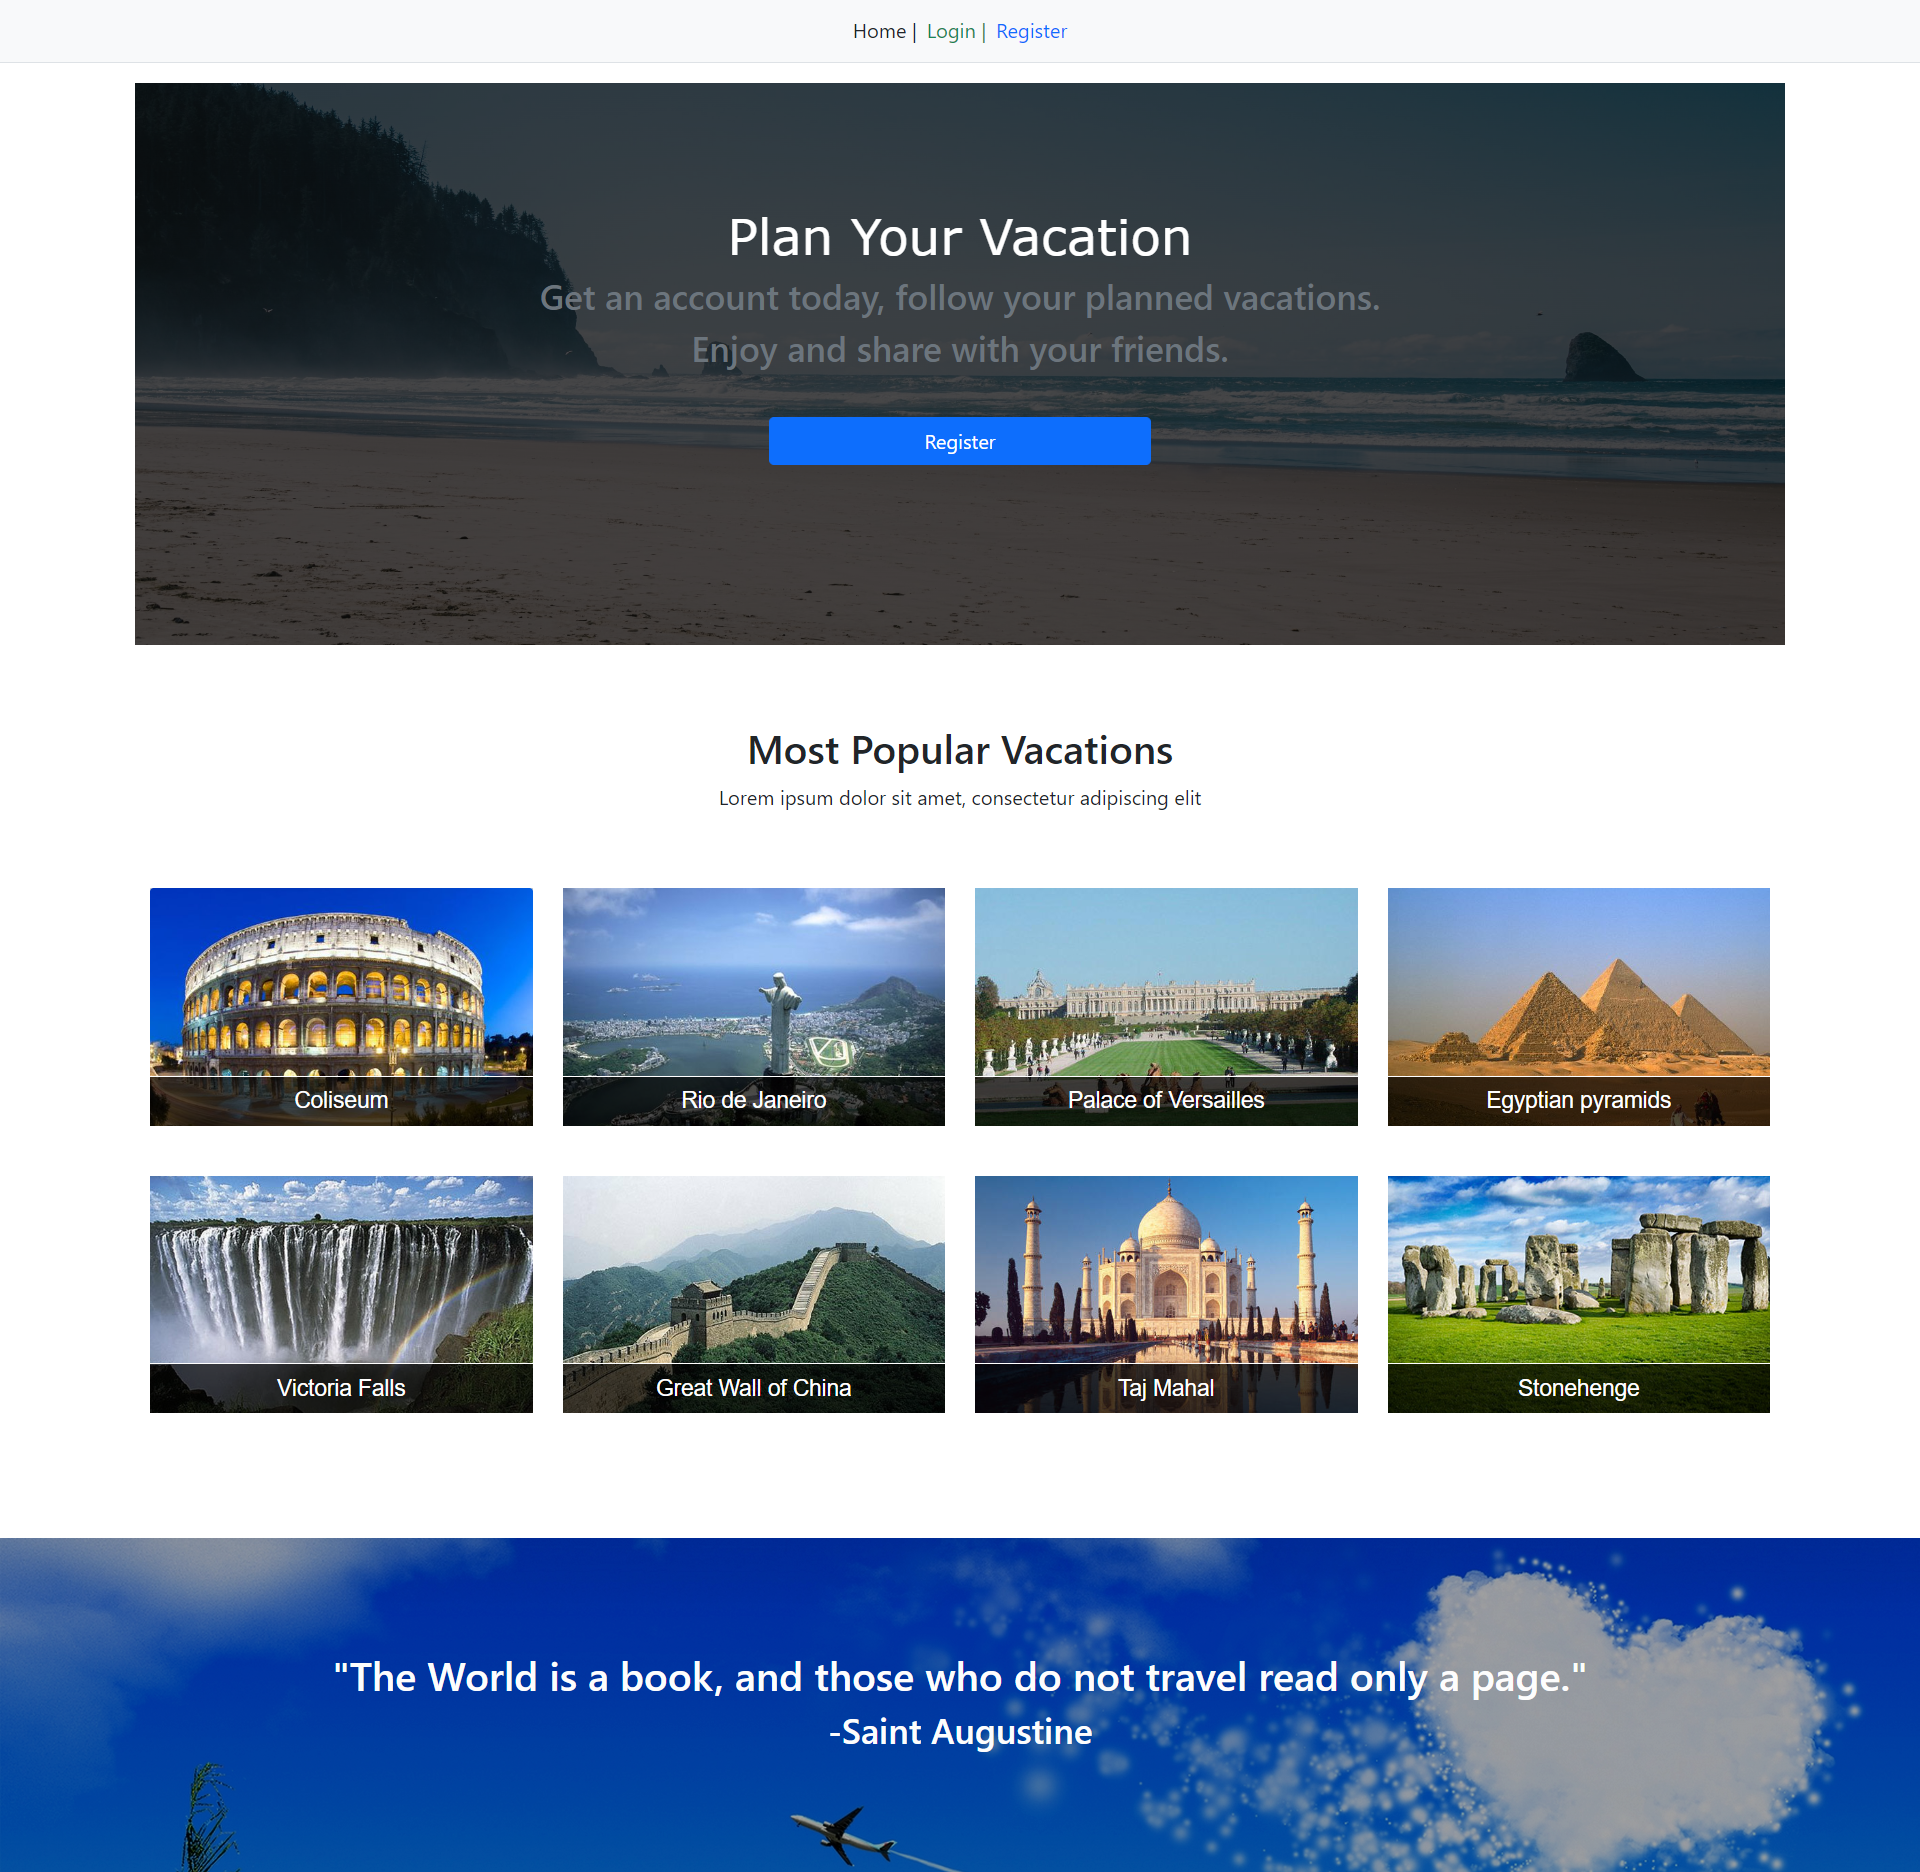 Home | Login | Register
Plan Your Vacation
Get an account today, follow your planned vacations.
Enjoy and share with your friends.
Register
Most Popular Vacations
Lorem ipsum dolor sit amet, consectetur adipiscing elit
Coliseum
Rio de Janeiro
Palace of Versailles
Egyptian pyramids
Victoria Falls
Great Wall of China
Taj Mahal
Stonehenge
"The World is a book, and those who do not travel read only a page."
-Saint Augustine